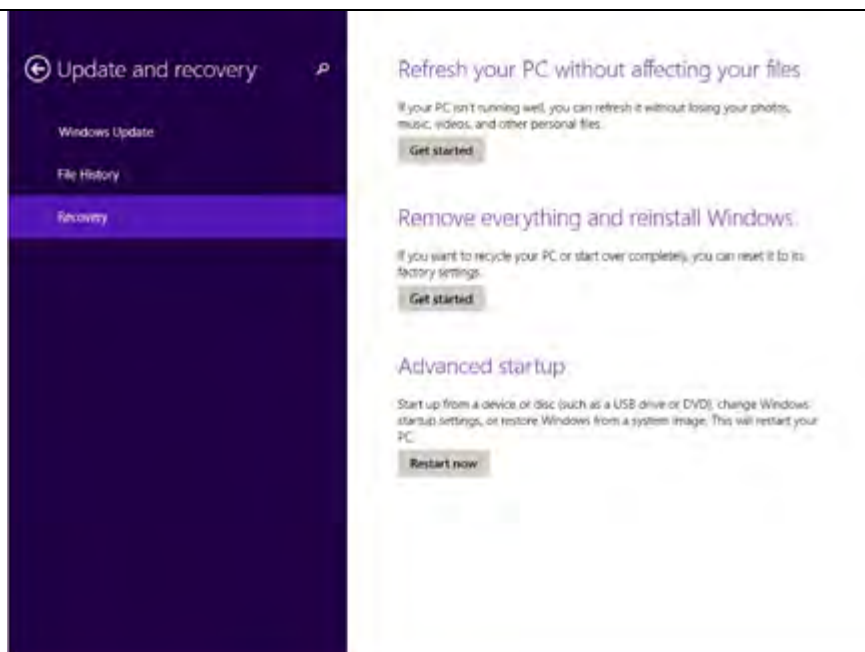 Update and recovery
Windows Update
File History
Recovery
Refresh your PC without affecting your files
If your PC isn't running well, you can refresh it without losing your photos,
music, videos, and other personal files.
Get started
Remove everything and reinstall Windows
If you want to recycle your PC or start over completely, you can reset it to its
factory settings.
Get started
Advanced startup
Start up from a device or disc (such as a USB drive or DVD), change Windows
startup settings, or restore Windows from a system image. This will restart your
PC.
Restart now